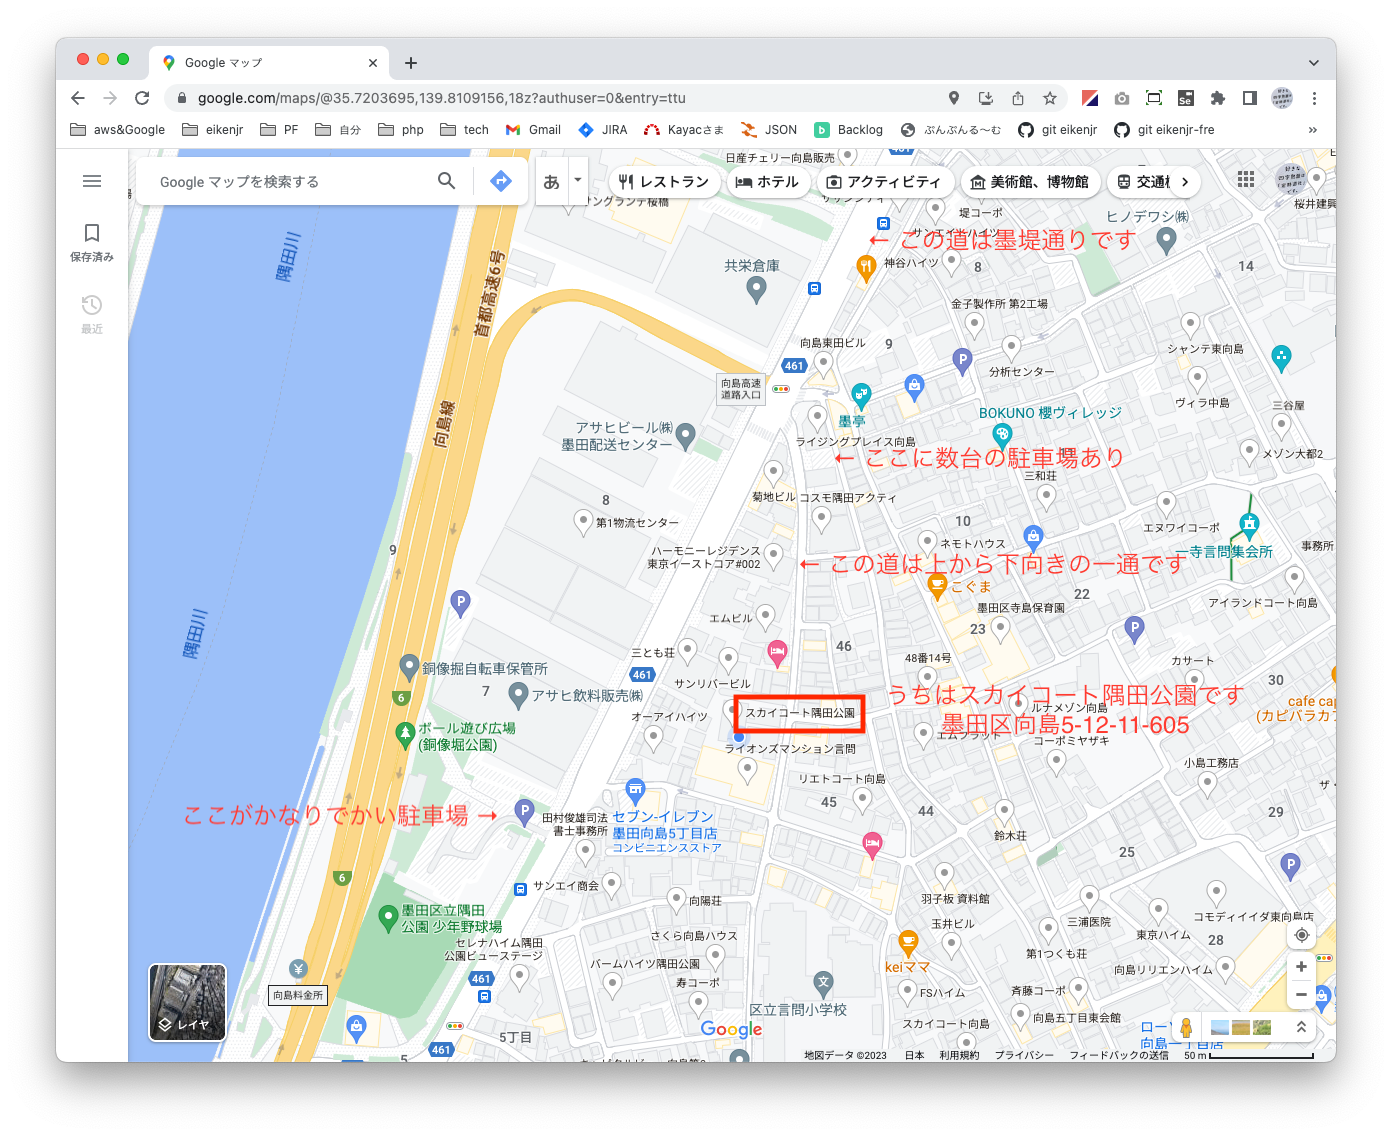 Google マップ
google.com/maps/@35.7203695,139.8109156,18z?authuser=0&entry=ttu
aws&Google
eikenjr
PF
自分
php
tech
Gmail
JIRA
Kayacさま
JSON
Backlog
ぶんぶんる〜む
git eikenjr
git eikenjr-fre
»
Google マップを検索する
あ
レストラン
ホテル
アクティビティ
美術館、博物館
交通機
保存済み
最近
日産チェリー向島販売
サングランデ桜橋
461
堤コーポ
ヒノデワシ㈱
桜井建興
← この道は墨堤通りです
隅田川
首都高速6号
共栄倉庫
神谷ハイツ
8
14
金子製作所 第2工場
向島東田ビル
9
シャンテ東向島
461
分析センター
P
向島高速
道路入口
墨亭
BOKUNO 櫻ヴィレッジ
ヴィラ中島
三谷屋
向島線
アサヒビール㈱
墨田配送センター
ライジングプレイス向島
← ここに数台の駐車場あり
メゾン大都2
三和荘
菊地ビル
コスモ隅田アクティ
8
第1物流センター
10
エヌワイコーポ
ネモトハウス
9
ハーモニーレジデンス
東京イーストコア#002
一寺言問集会所
事務所
← この道は上から下向きの一通です
こぐま
22
アイランドコート向島
P
隅田川
エムビル
墨田区寺島保育園
23
P
46
三とも荘
48番14号
カサート
銅像掘自転車保管所
461
サンリバービル
30
7
アサヒ飲料販売㈱
6
うちはスカイコート隅田公園です
墨田区向島5-12-11-605
ルナメゾン向島
cafe cap
(カピバラカフ
オーアイハイツ
スカイコート隅田公園
ボール遊び広場
(銅像堀公園)
エムフラット
コーポミヤザキ
ライオンズマンション言問
小島工務店
リエトコート向島
45
44
29
ここがかなりでかい駐車場 →
P
田村俊雄司法
書士事務所
セブン-イレブン
墨田向島5丁目店
コンビニエンスストア
鈴木荘
25
P
6
サンエイ商会
向陽荘
羽子板 資料館
三浦医院
コモディイイダ東向島店
墨田区立隅田
公園 少年野球場
玉井ビル
東京ハイム
28
さくら向島ハウス
セレナハイム隅田
公園ビューステージ
keiママ
第1つくも荘
バームハイツ隅田公園
向島リリエンハイム
向島料金所
461
寿コーポ
文
区立言問小学校
FSハイム
斉藤コーポ
レイヤ
スカイコート向島
向島五丁目東会館
5丁目
Google
461
5
地図データ ©2023
日本
利用規約
プライバシー
フィードバックの送信
50 m